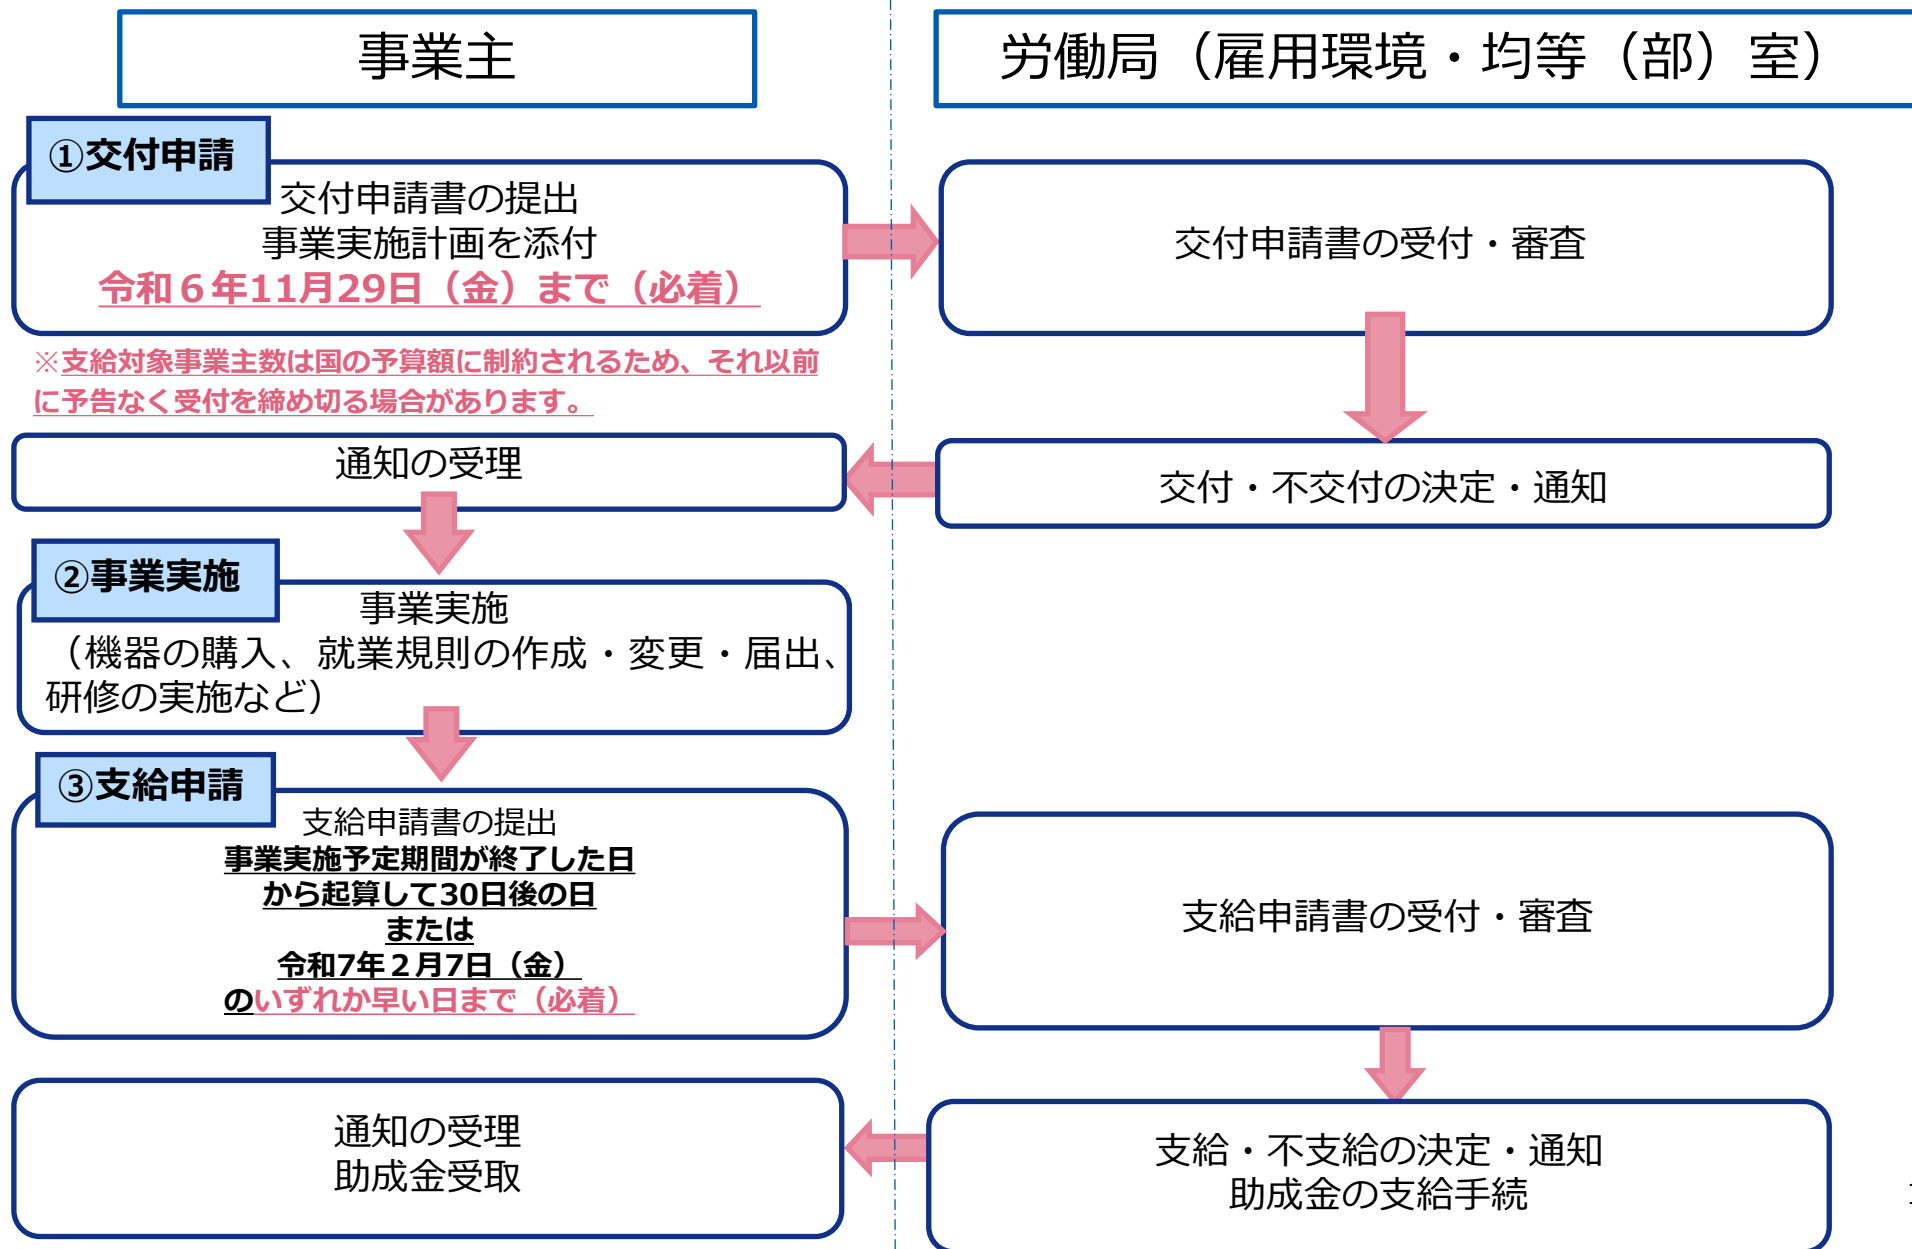 事業主
労働局（雇用環境・均等（部）室）
①交付申請
交付申請書の提出
事業実施計画を添付
令和６年11月29日（金）まで（必着）
交付申請書の受付・審査
※支給対象事業主数は国の予算額に制約されるため、それ以前
に予告なく受付を締め切る場合があります。
通知の受理
交付・不交付の決定・通知
②事業実施
事業実施
（機器の購入、就業規則の作成・変更・届出、
研修の実施など）
③支給申請
支給申請書の提出
事業実施予定期間が終了した日
から起算して30日後の日
または
令和7年２月7日（金）
のいずれか早い日まで（必着）
支給申請書の受付・審査
通知の受理
助成金受取
支給・不支給の決定・通知
助成金の支給手続